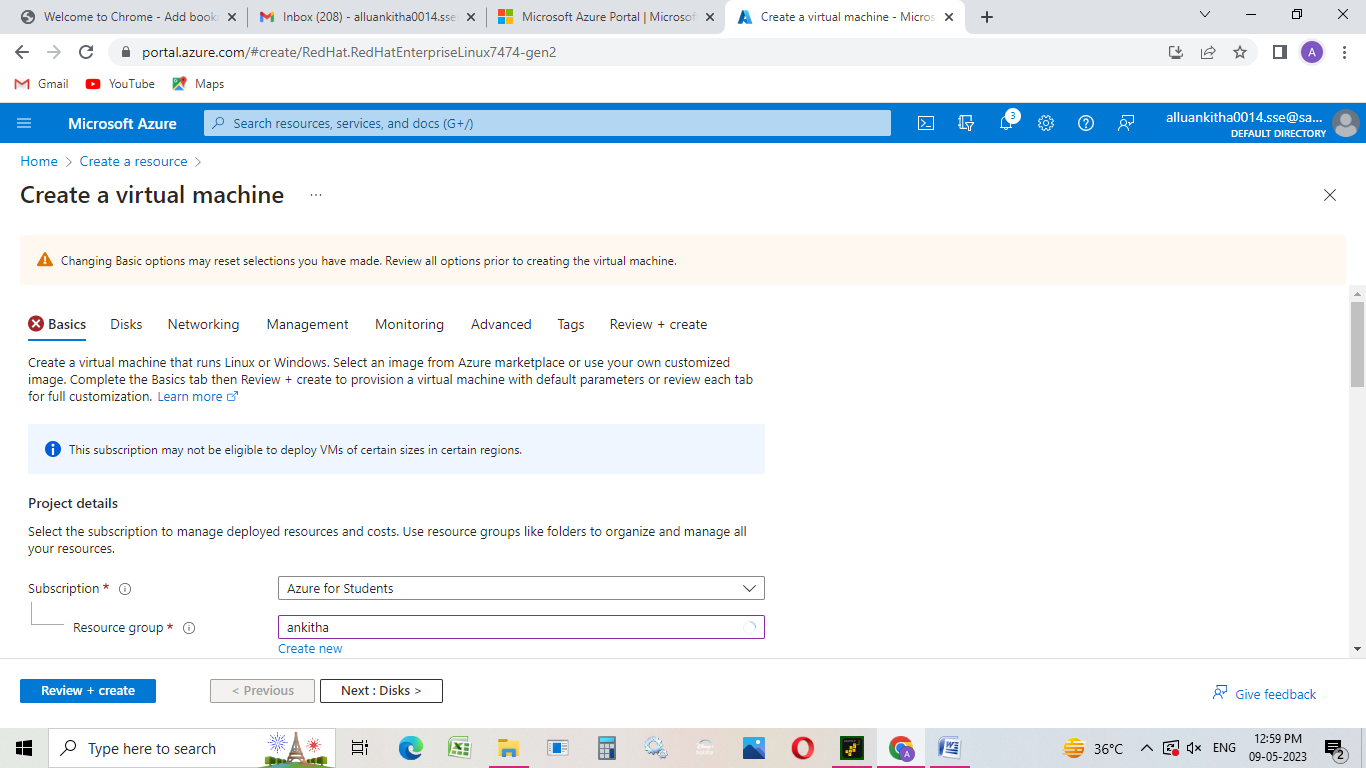 Welcome to Chrome - Add book
Inbox (208) - alluankitha0014.sse
Microsoft Azure Portal | Microsof
Create a virtual machine - Micros
portal.azure.com/#create/RedHat.RedHatEnterpriseLinux7474-gen2
A
Gmail
YouTube
Maps
Microsoft Azure
Search resources, services, and docs (G+/)
3
alluankitha0014.sse@sa...
DEFAULT DIRECTORY
Home > Create a resource >
Create a virtual machine ...
Changing Basic options may reset selections you have made. Review all options prior to creating the virtual machine.
Basics Disks Networking Management Monitoring Advanced Tags Review + create
Create a virtual machine that runs Linux or Windows. Select an image from Azure marketplace or use your own customized
image. Complete the Basics tab then Review + create to provision a virtual machine with default parameters or review each tab
for full customization. Learn more
This subscription may not be eligible to deploy VMs of certain sizes in certain regions.
Project details
Select the subscription to manage deployed resources and costs. Use resource groups like folders to organize and manage all
your resources.
Subscription *
Azure for Students
Resource group *
ankitha
Create new
Review + create
< Previous
Next : Disks >
Give feedback
Type here to search
36°C
ENG
12:59 PM
09-05-2023
2